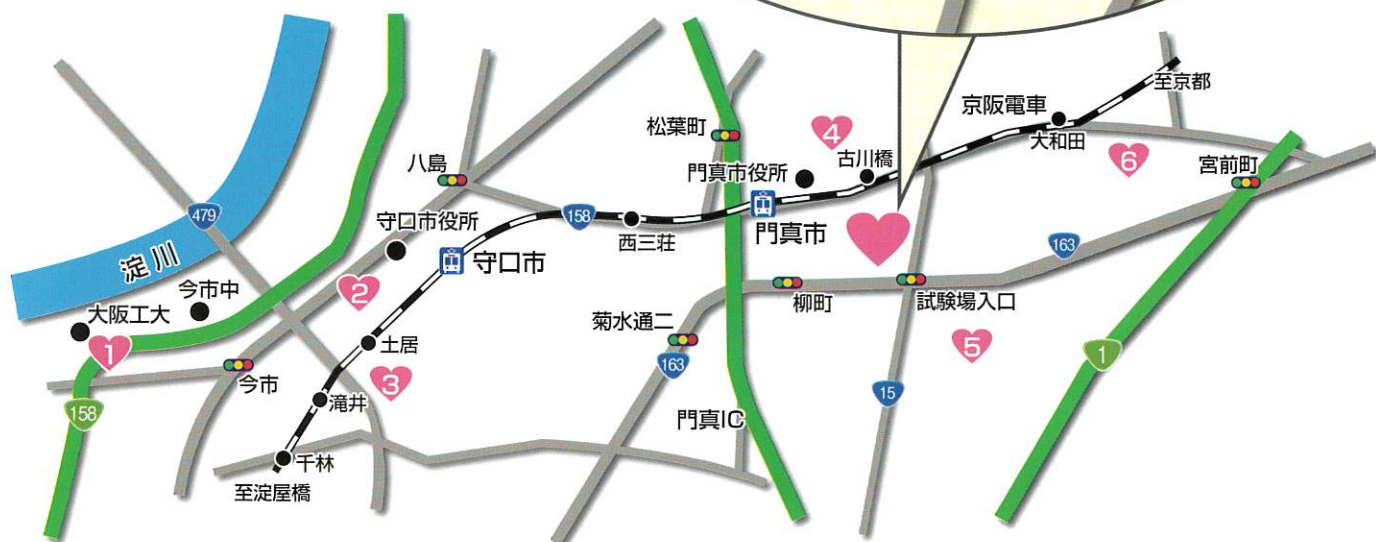 至京都
京阪電車
大和田
松葉町
4
古川橋
6
宮前町
八島
門真市役所
479
守口市役所
158
西三荘
門真市
163
淀川
守口市
今市中
2
柳町
試験場入口
大阪工大
菊水通二
1
土居
5
1
今市
3
163
15
158
滝井
門真IC
千林
至淀屋橋